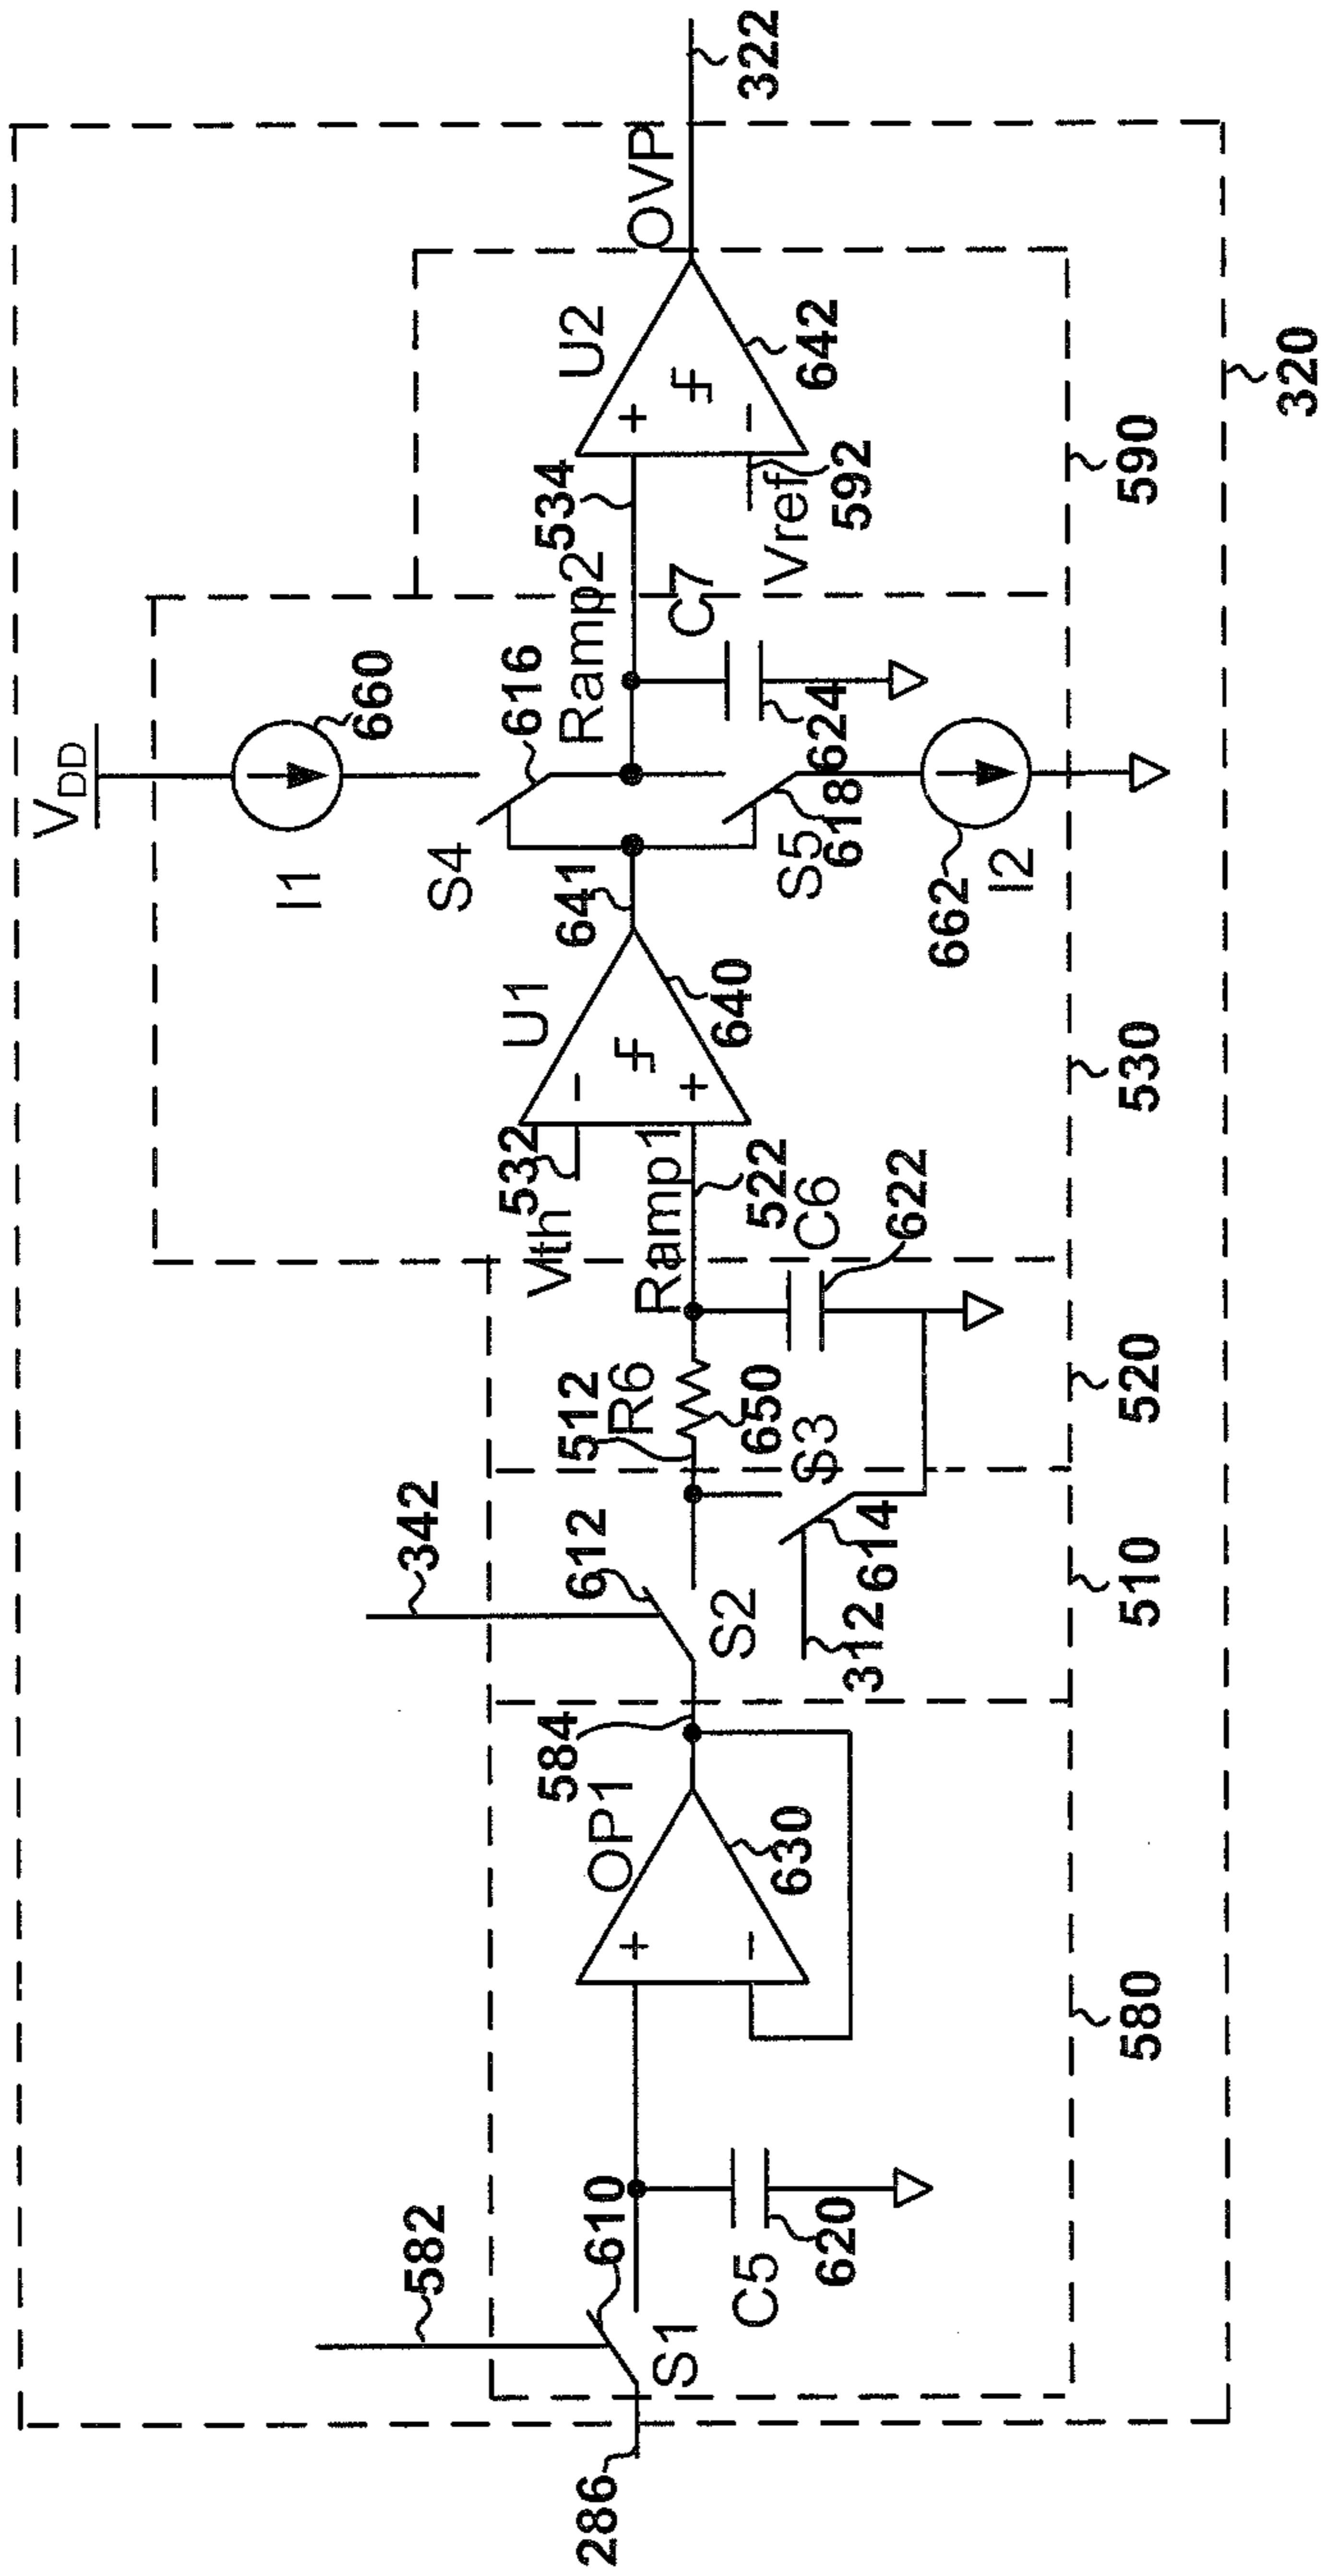 286
582
610
S1
C5
620
580
OP1
630
584
342
612
S2
312
614
S3
510
512
R6
650
520
Ramp1
522
C6
622
Vth
532
U1
640
641
530
VDD
I1
660
S4
616
S5
618
662
I2
Ramp2
C7
624
534
Vref
592
U2
642
590
OVP
322
320